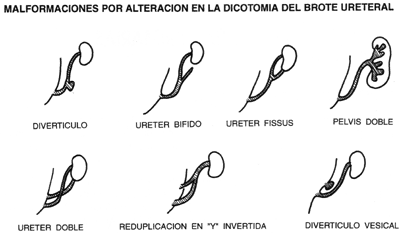 MALFORMACIONES POR ALTERACION EN LA DICOTOMIA DEL BROTE URETERAL
DIVERTICULO
URETER BIFIDO
URETER FISSUS
PELVIS DOBLE
URETER DOBLE
REDUPLICACION EN "Y" INVERTIDA
DIVERTICULO VESICAL